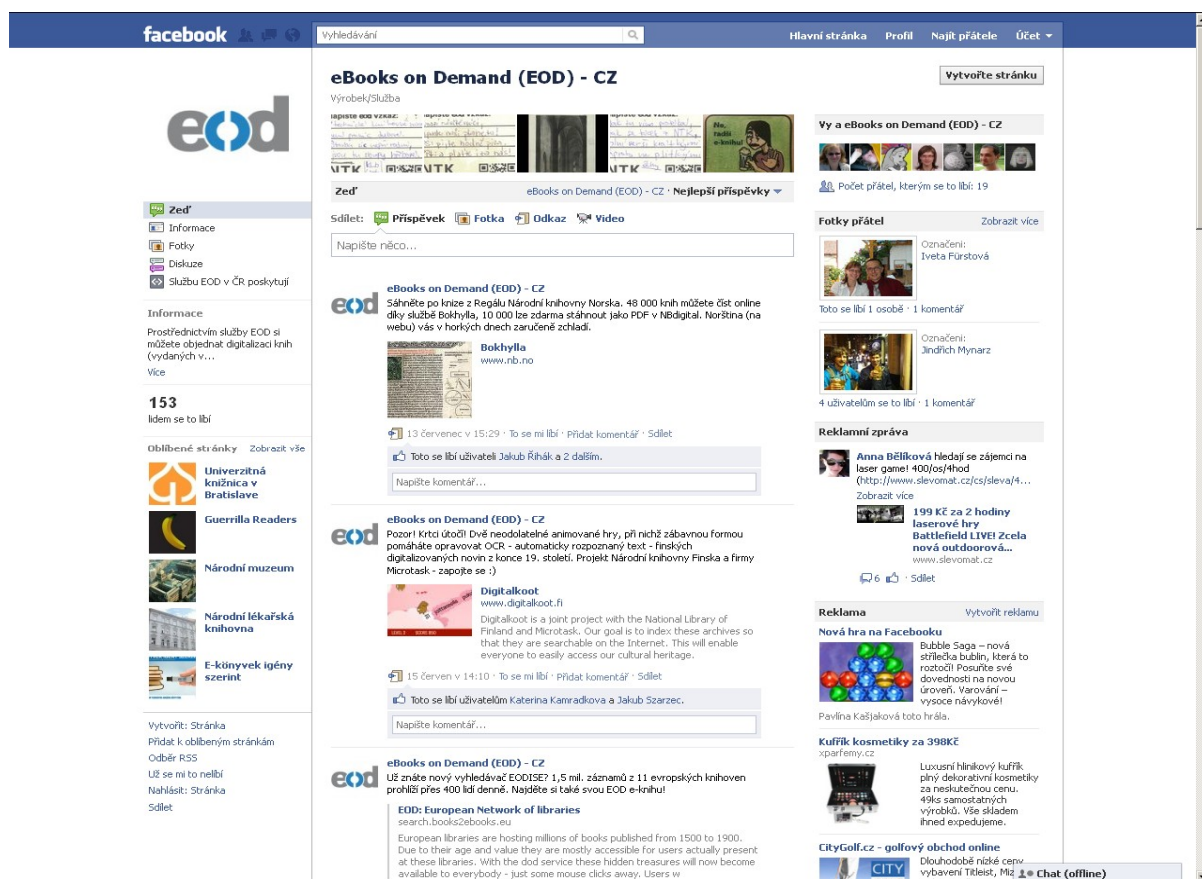 facebook
Vyhledávání
Hlavní stránka Profil Najít přátele Účet
eod
Zeď
Informace
Fotky
Diskuze
Službu EOD v ČR poskytují
Informace
Prostřednictvím služby EOD si
můžete objednat digitalizaci knih
(vydaných v...
Více
153
lidem se to líbí
Oblíbené stránky Zobrazit vše
Univerzitná
knižnica v
Bratislave
Guerrilla Readers
Národní muzeum
Národní lékařská
knihovna
E-könyvek igény
szerint
Vytvořit: Stránka
Přidat k oblíbeným stránkám
Odběr RSS
Už se mi to nelíbí
Nahlásit: Stránka
Sdílet
eBooks on Demand (EOD) - CZ
Výrobek/Služba
NTK
NTK
NTK
Ne,
radši
e-knihu!
Zeď eBooks on Demand (EOD) - CZ · Nejlepší příspěvky
Sdílet: Příspěvek Fotka Odkaz Video
Napište něco...
eod
eBooks on Demand (EOD) - CZ
Sáhněte po knize z Regálu Národní knihovny Norska. 48 000 knih můžete číst online
díky službě Bokhylla, 10 000 lze zdarma stáhnout jako PDF v NBdigital. Norština (na
webu) vás v horkých dnech zaručeně zchladí.
Bokhylla
www.nb.no
13 červenec v 15:29 · To se mi líbí · Přidat komentář · Sdílet
Toto se líbí uživateli Jakub Řihák a 2 dalším.
Napište komentář...
eod
eBooks on Demand (EOD) - CZ
Pozor! Krtci útočí! Dvě neodolatelné animované hry, při nichž zábavnou formou
pomáháte opravovat OCR - automaticky rozpoznaný text - finských
digitalizovaných novin z konce 19. století. Projekt Národní knihovny Finska a firmy
Microtask - zapojte se :)
Digitalkoot
www.digitalkoot.fi
Digitalkoot is a joint project with the National Library of
Finland and Microtask. Our goal is to index these archives so
that they are searchable on the Internet. This will enable
everyone to easily access our cultural heritage.
15 červen v 14:10 · To se mi líbí · Přidat komentář · Sdílet
Toto se líbí uživatelům Katerina Kamradkova a Jakub Szarzec.
Napište komentář...
eod
eBooks on Demand (EOD) - CZ
Už znáte nový vyhledávač EODISE? 1,5 mil. záznamů z 11 evropských knihoven
prohlíží přes 400 lidí denně. Najděte si také svou EOD e-knihu!
EOD: European Network of libraries
search.books2ebooks.eu
European libraries are hosting millions of books published from 1500 to 1900.
Due to their age and value they are mostly accessible for users actually present
at these libraries. With the dod service these hidden treasures will now become
available to everybody - just some mouse clicks away. Users w
Vytvořte stránku
Vy a eBooks on Demand (EOD) - CZ
Počet přátel, kterým se to líbí: 19
Fotky přátel Zobrazit více
Označeni:
Iveta Fürstová
Toto se líbí 1 osobě · 1 komentář
Označeni:
Jindřich Mynarz
4 uživatelům se to líbí · 1 komentář
Reklamní zpráva
Anna Bělíková hledají se zájemci na
laser game! 400/os/4hod
(http://www.slevomat.cz/cs/sleva/4...
Zobrazit více
199 Kč za 2 hodiny
laserové hry
Battlefield LIVE! Zcela
nová outdoorová...
www.slevomat.cz
6 · Sdílet
Reklama Vytvořit reklamu
Nová hra na Facebooku
Bubble Saga – nová
střílečka bublin, která to
roztočí! Posuňte své
dovednosti na novou
úroveň. Varování –
vysoce návykové!
Pavlína Kašjaková toto hrála.
Kufřík kosmetiky za 398Kč
xparfemy.cz
Luxusní hlinikový kufřík
plný dekorativní kosmetiky
za neskutečnou cenu.
49ks samostatných
výrobků. Vše skladem
ihned expedujeme.
CityGolf.cz - golfový obchod online
CITY
Dlouhodobě nízké ceny
vybavení Titleist, Miz
Chat (offline)